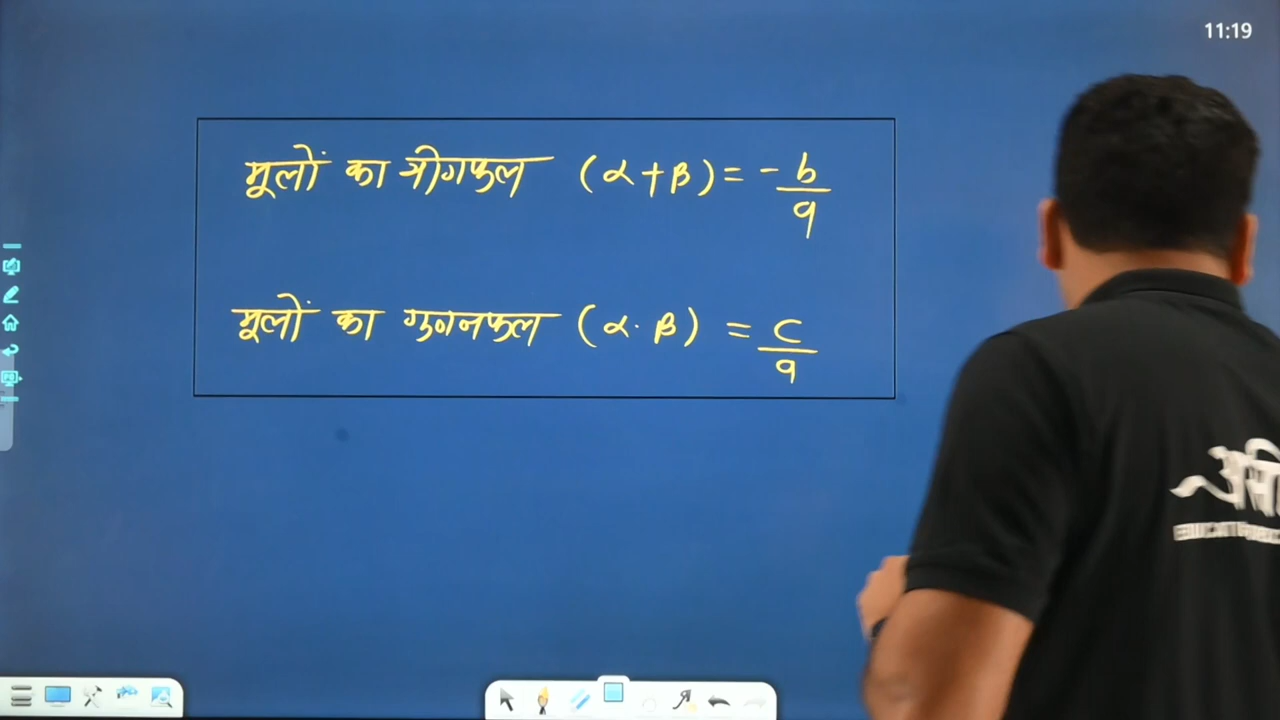 11:19
मूलों का योगफल (α+β) = -b/a
मूलों का गुणनफल (α.β) = c/a